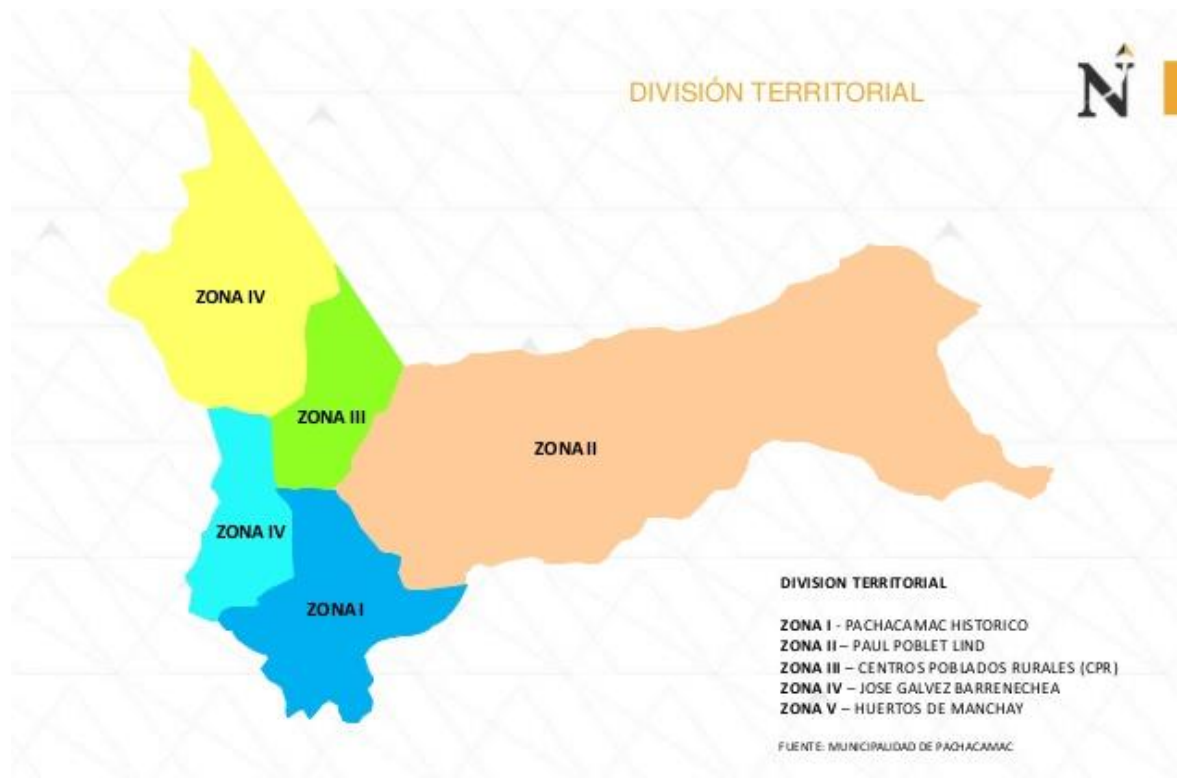 DIVISIÓN TERRITORIAL
N
ZONA IV
ZONA III
ZONA II
ZONA IV
ZONA I
DIVISION TERRITORIAL
ZONA I - PACHACAMAC HISTORICO
ZONA II – PAUL POBLET LIND
ZONA III – CENTROS POBLADOS RURALES (CPR)
ZONA IV – JOSE GALVEZ BARRENECHEA
ZONA V – HUERTOS DE MANCHAY
FUENTE: MUNICIPALIDAD DE PACHACAMAC